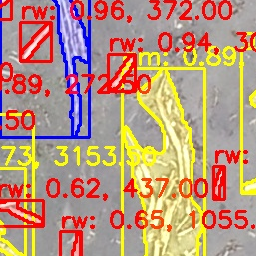 rw: 0.96, 372.00
rw: 0.94, 30
m: 0.89,
.89, 272.50
.50
73, 3153.50
rw:
rw: 0.62, 437.00
rw: 0.65, 1055.